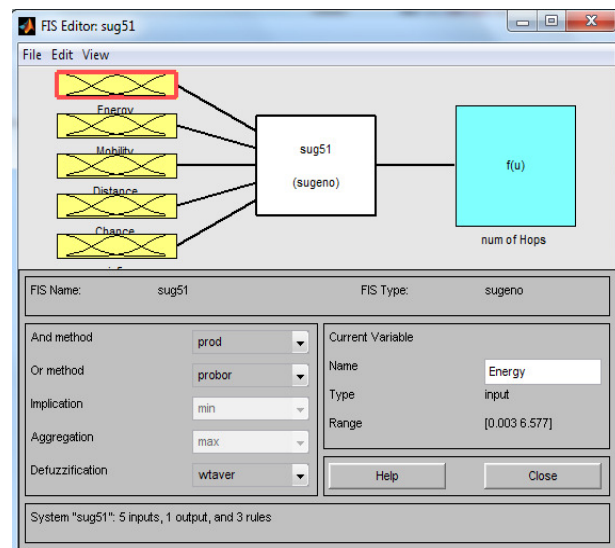 FIS Editor: sug51
File Edit View
Energy
Mobility
Distance
Chance
sug51
(sugeno)
f(u)
num of Hops
FIS Name: sug51 FIS Type: sugeno
And method prod
Or method probor
Implication min
Aggregation max
Defuzzification wtaver
Current Variable
Name Energy
Type input
Range [0.003 6.577]
Help Close
System "sug51": 5 inputs, 1 output, and 3 rules